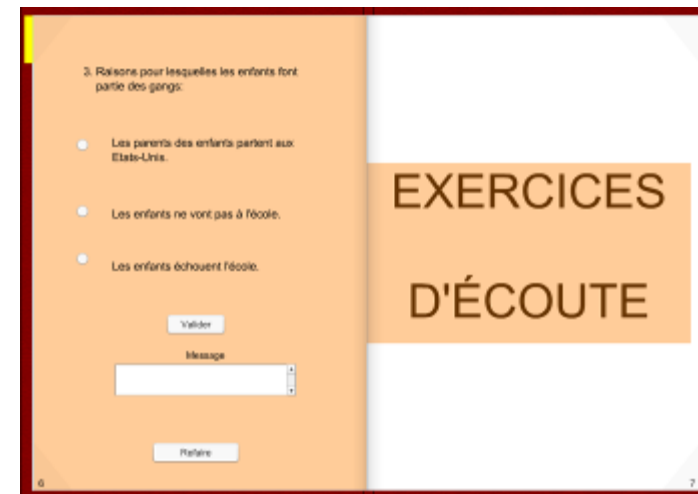 3. Raisons pour lesquelles les enfants font
partie des gangs:
Les parents des enfants partent aux
Etats-Unis.
Les enfants ne vont pas à l'école.
Les enfants échouent l'école.
Valider
Message
Refaire
6
EXERCICES
D'ÉCOUTE
7